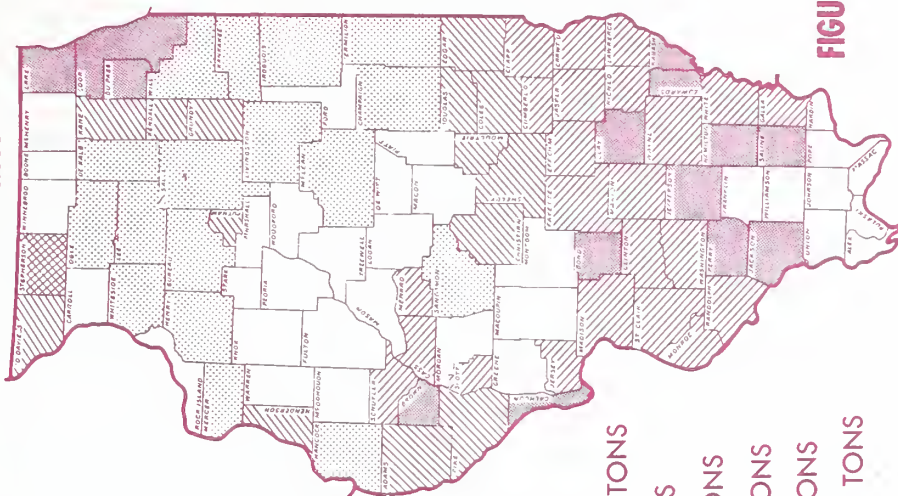 JO DAVIESS
STEPHENSON
WINNEBAGO
BOONE
McHENRY
LAKE
CARROLL
OGLE
DE KALB
KANE
COOK
DU PAGE
WHITESIDE
LEE
KENDALL
WILL
ROCK ISLAND
HENRY
BUREAU
LA SALLE
GRUNDY
MERCER
STARK
PUTNAM
KANKAKEE
HENDERSON
WARREN
KNOX
PEORIA
MARSHALL
WOODFORD
LIVINGSTON
IROQUOIS
HANCOCK
McDONOUGH
FULTON
TAZEWELL
McLEAN
FORD
SCHUYLER
MASON
LOGAN
DE WITT
CHAMPAIGN
VERMILION
ADAMS
BROWN
CASS
MENARD
MACON
PIATT
DOUGLAS
EDGAR
PIKE
SCOTT
MORGAN
SANGAMON
CHRISTIAN
MOULTRIE
COLES
CLARK
CALHOUN
GREENE
MACOUPIN
MONTGOM
SHELBY
CUMBERL'D
JERSEY
MADISON
BOND
FAYETTE
EFFINGHAM
JASPER
CRAWFORD
CLINTON
MARION
CLAY
RICHL'D
LAWRENCE
MONROE
ST CLAIR
WASHINGTON
JEFFERSON
WAYNE
EDWARDS
WABASH
RANDOLPH
PERRY
FRANKLIN
HAMILTON
WHITE
JACKSON
WILLIAMSON
SALINE
GALLA
UNION
JOHNSON
POPE
HARDIN
ALEX
PULASKI
MASSAC
TONS
S
ONS
ONS
ONS
TONS
FIGU